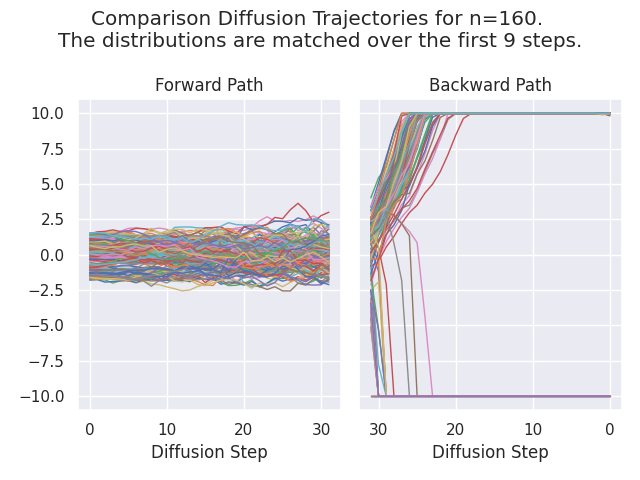 Comparison Diffusion Trajectories for n=160.
The distributions are matched over the first 9 steps.
Forward Path
Backward Path
10.0
7.5
5.0
2.5
0.0
−2.5
−5.0
−7.5
−10.0
0 10 20 30
30 20 10 0
Diffusion Step
Diffusion Step